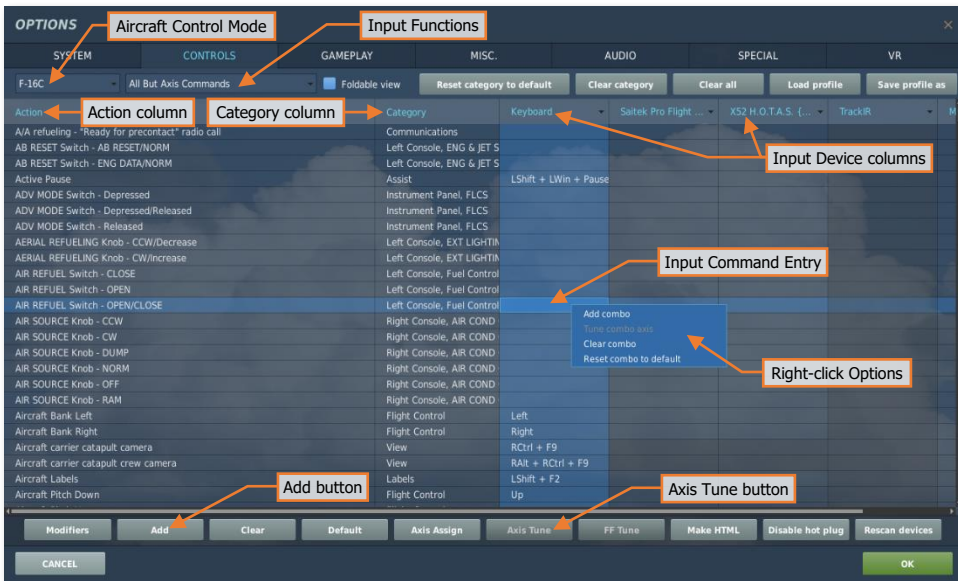 OPTIONS
Aircraft Control Mode
Input Functions
SYSTEM CONTROLS GAMEPLAY MISC. AUDIO SPECIAL VR
F-16C All But Axis Commands Foldable view Reset category to default Clear category Clear all Load profile Save profile as
Action Action column Category column Category Keyboard Saitek Pro Flight ... X52 H.O.T.A.S. {... TrackIR M
A/A refueling - "Ready for precontact" radio call Communications
AB RESET Switch - AB RESET/NORM Left Console, ENG & JET S
Input Device columns
AB RESET Switch - ENG DATA/NORM Left Console, ENG & JET S
Active Pause Assist LShift + LWin + Pause
ADV MODE Switch - Depressed Instrument Panel, FLCS
ADV MODE Switch - Depressed/Released Instrument Panel, FLCS
ADV MODE Switch - Released Instrument Panel, FLCS
AERIAL REFUELING Knob - CCW/Decrease Left Console, EXT LIGHTIN
AERIAL REFUELING Knob - CW/Increase Left Console, EXT LIGHTIN
Input Command Entry
AIR REFUEL Switch - CLOSE Left Console, Fuel Control
AIR REFUEL Switch - OPEN Left Console, Fuel Control
AIR REFUEL Switch - OPEN/CLOSE Left Console, Fuel Control
Add combo
AIR SOURCE Knob - CCW Right Console, AIR COND
Tune combo axis
AIR SOURCE Knob - CW Right Console, AIR COND
Clear combo
AIR SOURCE Knob - DUMP Right Console, AIR COND
Reset combo to default
AIR SOURCE Knob - NORM Right Console, AIR COND
Right-click Options
AIR SOURCE Knob - OFF Right Console, AIR COND
AIR SOURCE Knob - RAM Right Console, AIR COND
Aircraft Bank Left Flight Control Left
Aircraft Bank Right Flight Control Right
Aircraft carrier catapult camera View RCtrl + F9
Aircraft carrier catapult crew camera View RAlt + RCtrl + F9
Aircraft Labels Labels LShift + F2
Add button
Axis Tune button
Aircraft Pitch Down Flight Control Up
Modifiers Add Clear Default Axis Assign Axis Tune FF Tune Make HTML Disable hot plug Rescan devices
CANCEL OK